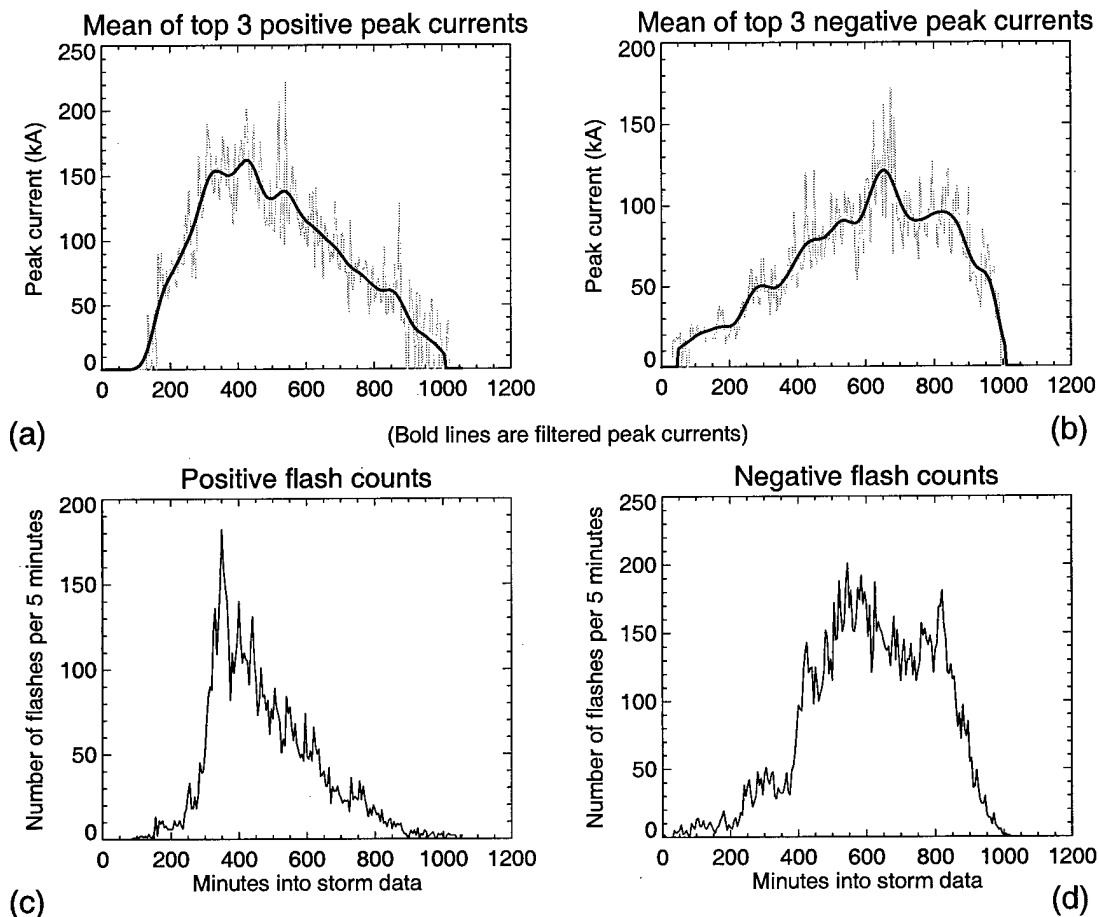 Mean of top 3 positive peak currents
Peak current (kA)
250
200
150
100
50
0
0 200 400 600 800 1000 1200
(a)
Mean of top 3 negative peak currents
Peak current (kA)
200
150
100
50
0
0 200 400 600 800 1000 1200
(b)
(Bold lines are filtered peak currents)
Positive flash counts
Number of flashes per 5 minutes
200
150
100
50
0
0 200 400 600 800 1000 1200
Minutes into storm data
(c)
Negative flash counts
Number of flashes per 5 minutes
250
200
150
100
50
0
0 200 400 600 800 1000 1200
Minutes into storm data
(d)